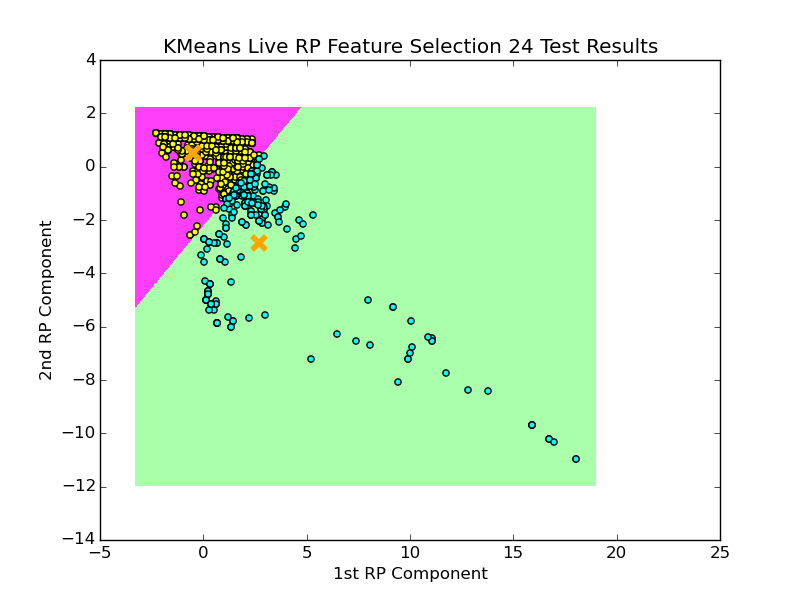 KMeans Live RP Feature Selection 24 Test Results
4
2
0
−2
−4
−6
−8
−10
−12
−14
2nd RP Component
−5 0 5 10 15 20 25
1st RP Component